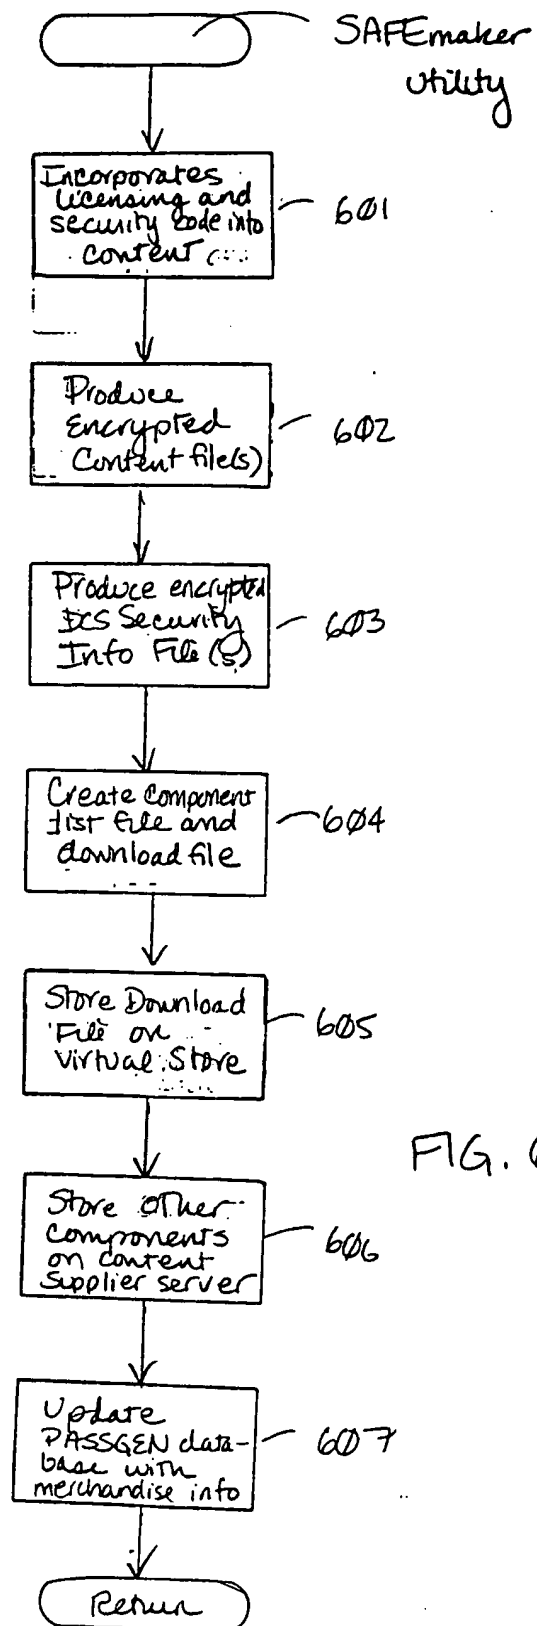 SAFEmaker
utility
Incorporates
licensing and
security code into
content
601
Produce
Encrypted
Content file(s)
602
Produce encrypted
DCS Security
Info File(s)
603
Create component
list file and
download file
604
Store Download
File on
Virtual Store
605
FIG. 6
Store other
components
on content
supplier server
606
Update
PASSGEN data-
base with
merchandise info
607
Return